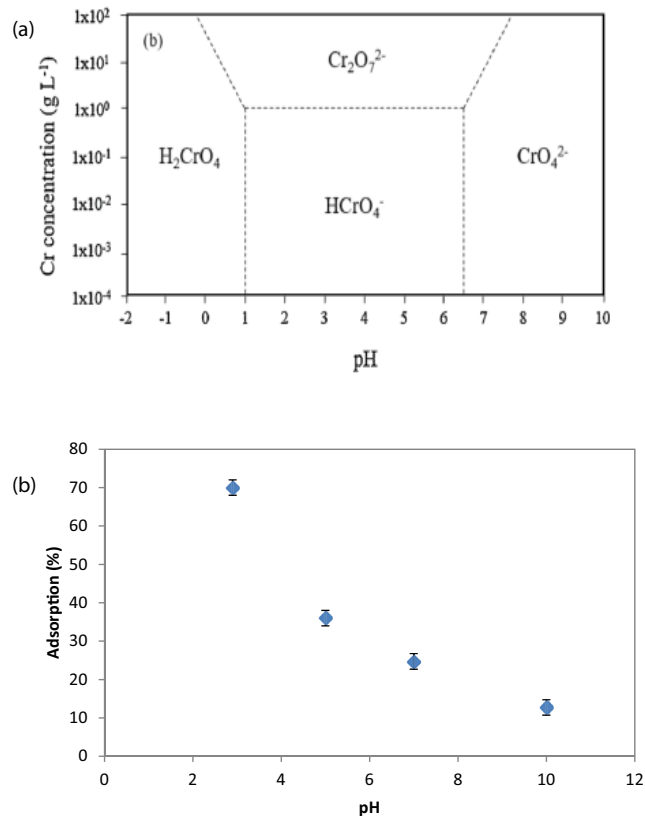 (a)
(b)
Cr concentration (g L⁻¹)
1x10²
1x10¹
1x10⁰
1x10⁻¹
1x10⁻²
1x10⁻³
1x10⁻⁴
Cr₂O₇²⁻
H₂CrO₄
CrO₄²⁻
HCrO₄⁻
-2 -1 0 1 2 3 4 5 6 7 8 9 10
pH
(b)
Adsorption (%)
80
70
60
50
40
30
20
10
0
0 2 4 6 8 10 12
pH